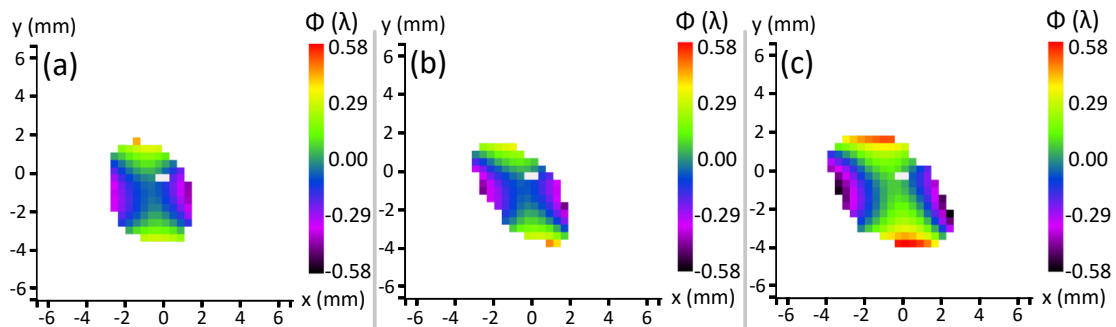 y (mm) Φ (λ) y (mm) Φ (λ) y (mm) Φ (λ)
(a) (b) (c)
6 0.58 6 0.58 6 0.58
4 0.29 4 0.29 4 0.29
2 2 2
0 0.00 0 0.00 0 0.00
-2 -0.29 -2 -0.29 -2 -0.29
-4 -4 -4
-6 -0.58 -6 -0.58 -6 -0.58
x (mm) x (mm) x (mm)
-6 -4 -2 0 2 4 6 -6 -4 -2 0 2 4 6 -6 -4 -2 0 2 4 6